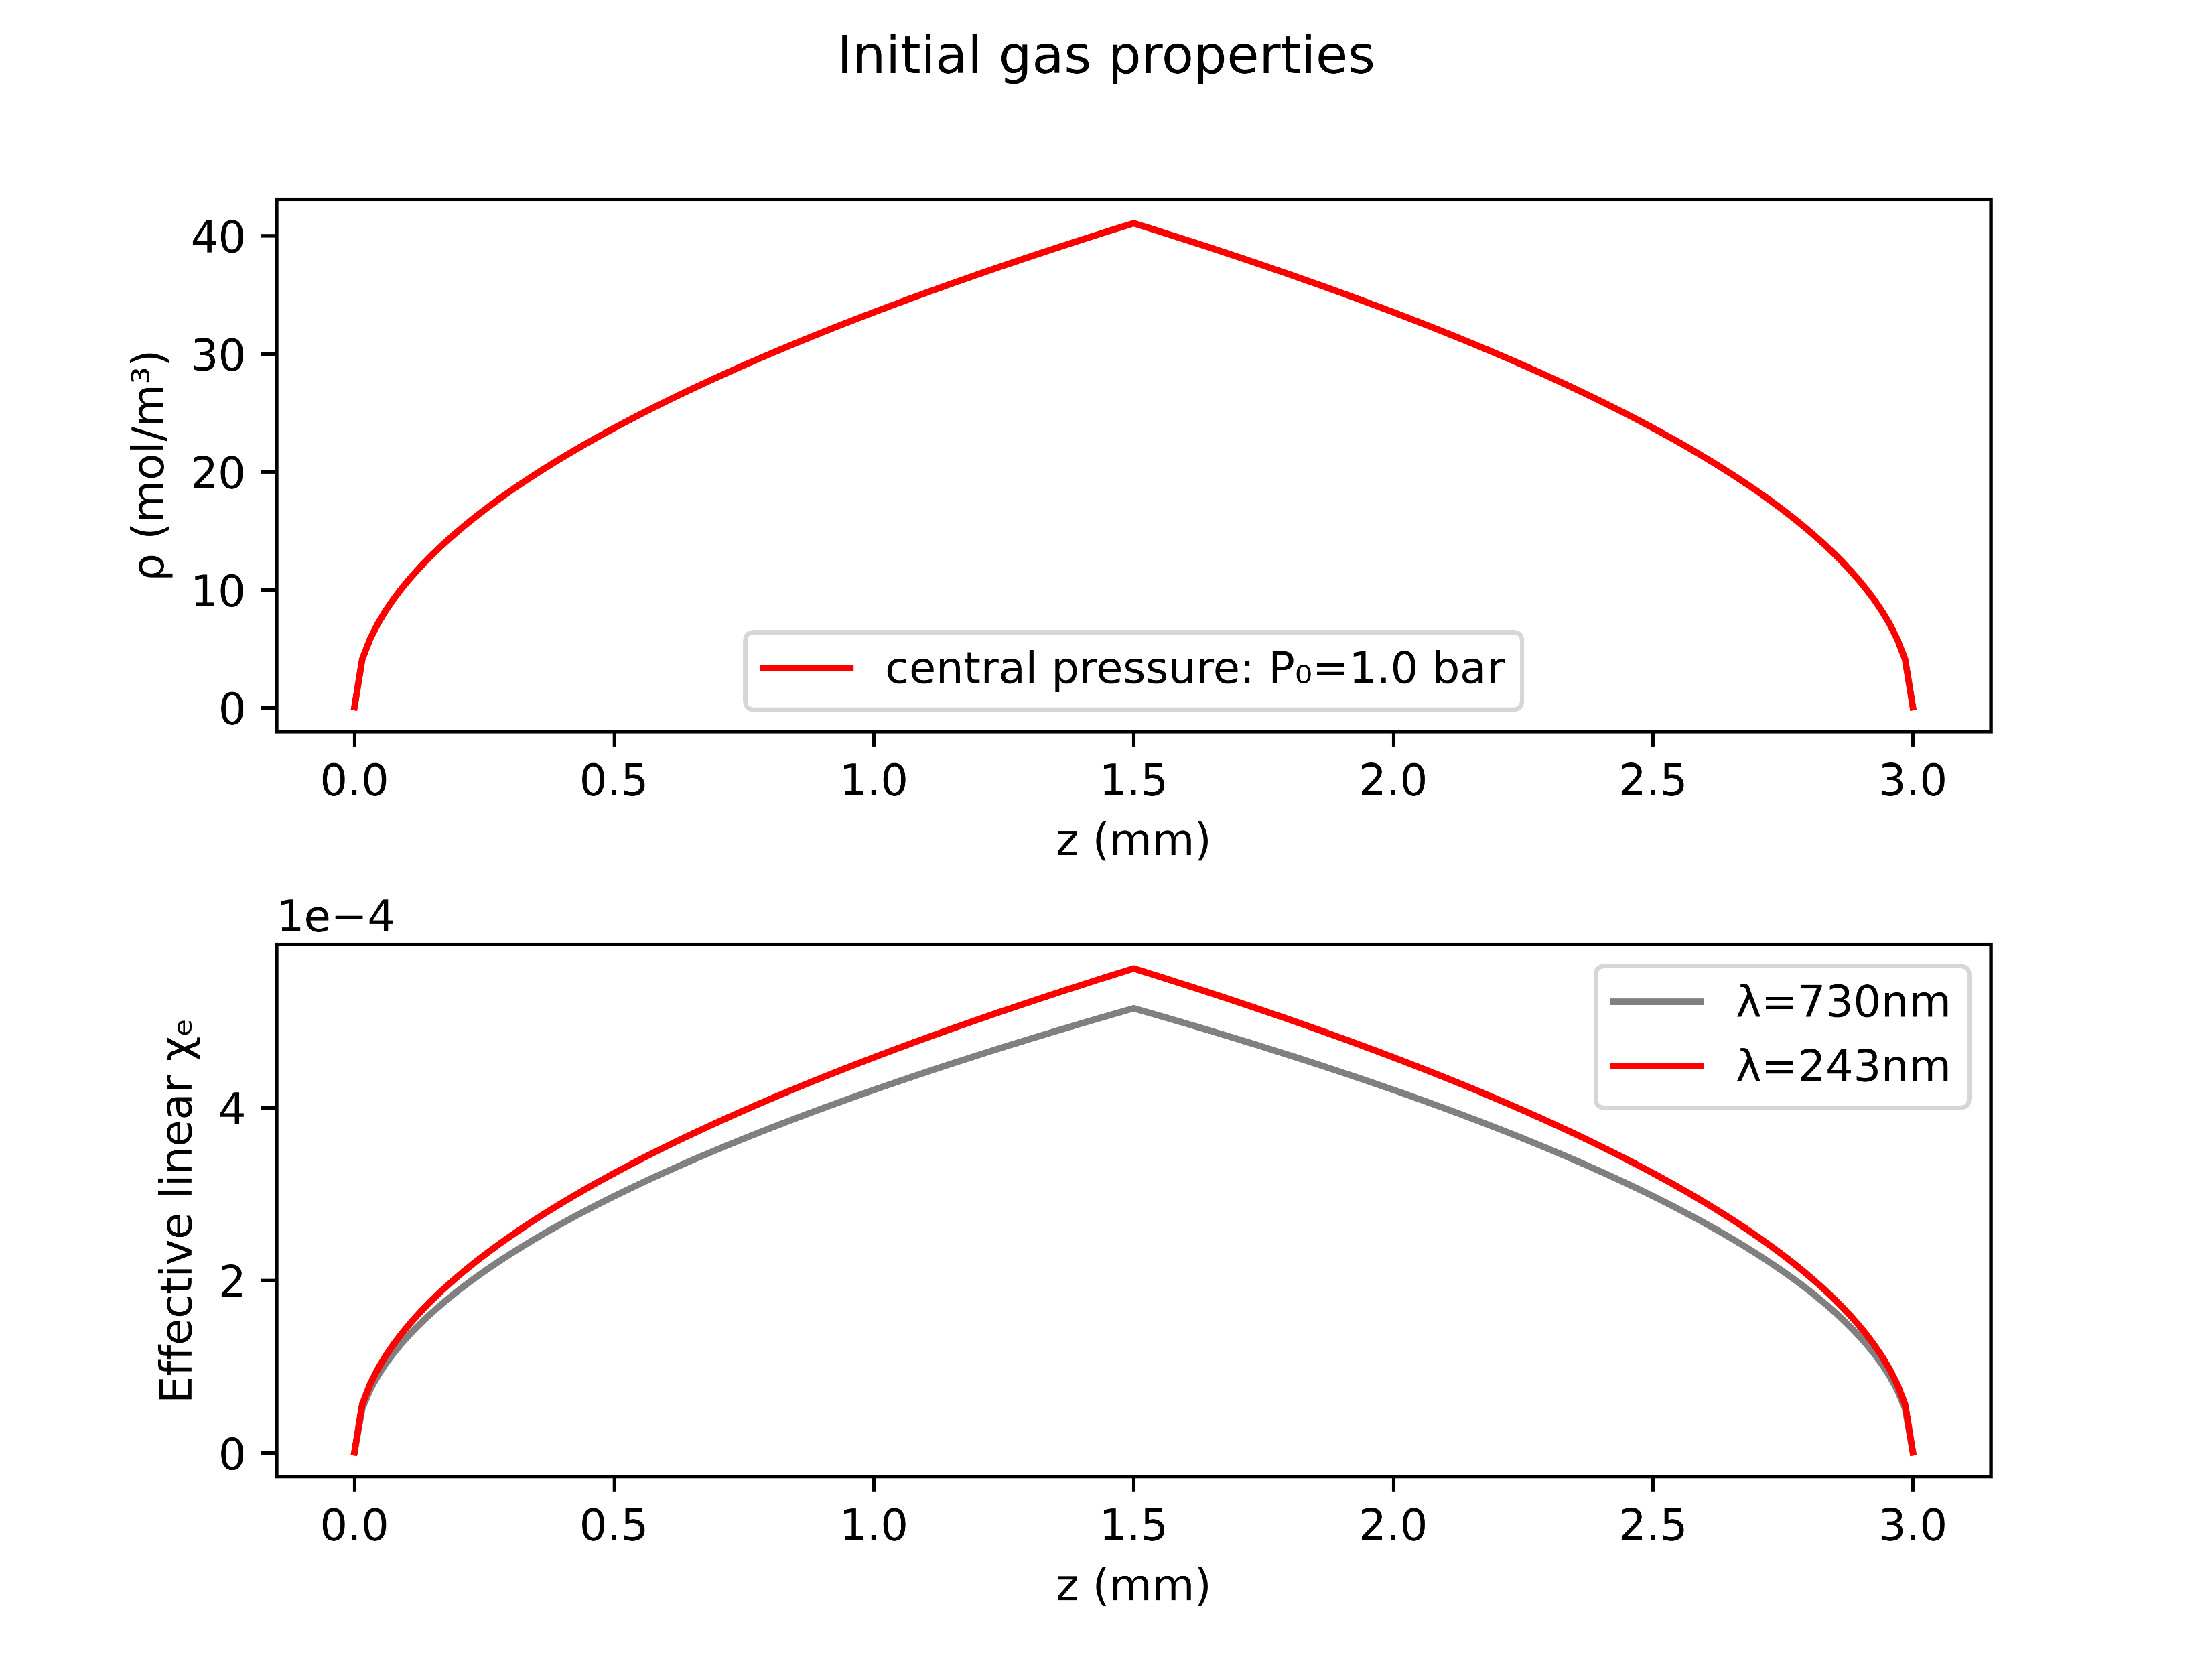 Initial gas properties
40
30
20
10
0
ρ (mol/m³)
central pressure: P₀=1.0 bar
0.0 0.5 1.0 1.5 2.0 2.5 3.0
z (mm)
1e−4
4
2
0
Effective linear χₑ
λ=730nm
λ=243nm
0.0 0.5 1.0 1.5 2.0 2.5 3.0
z (mm)